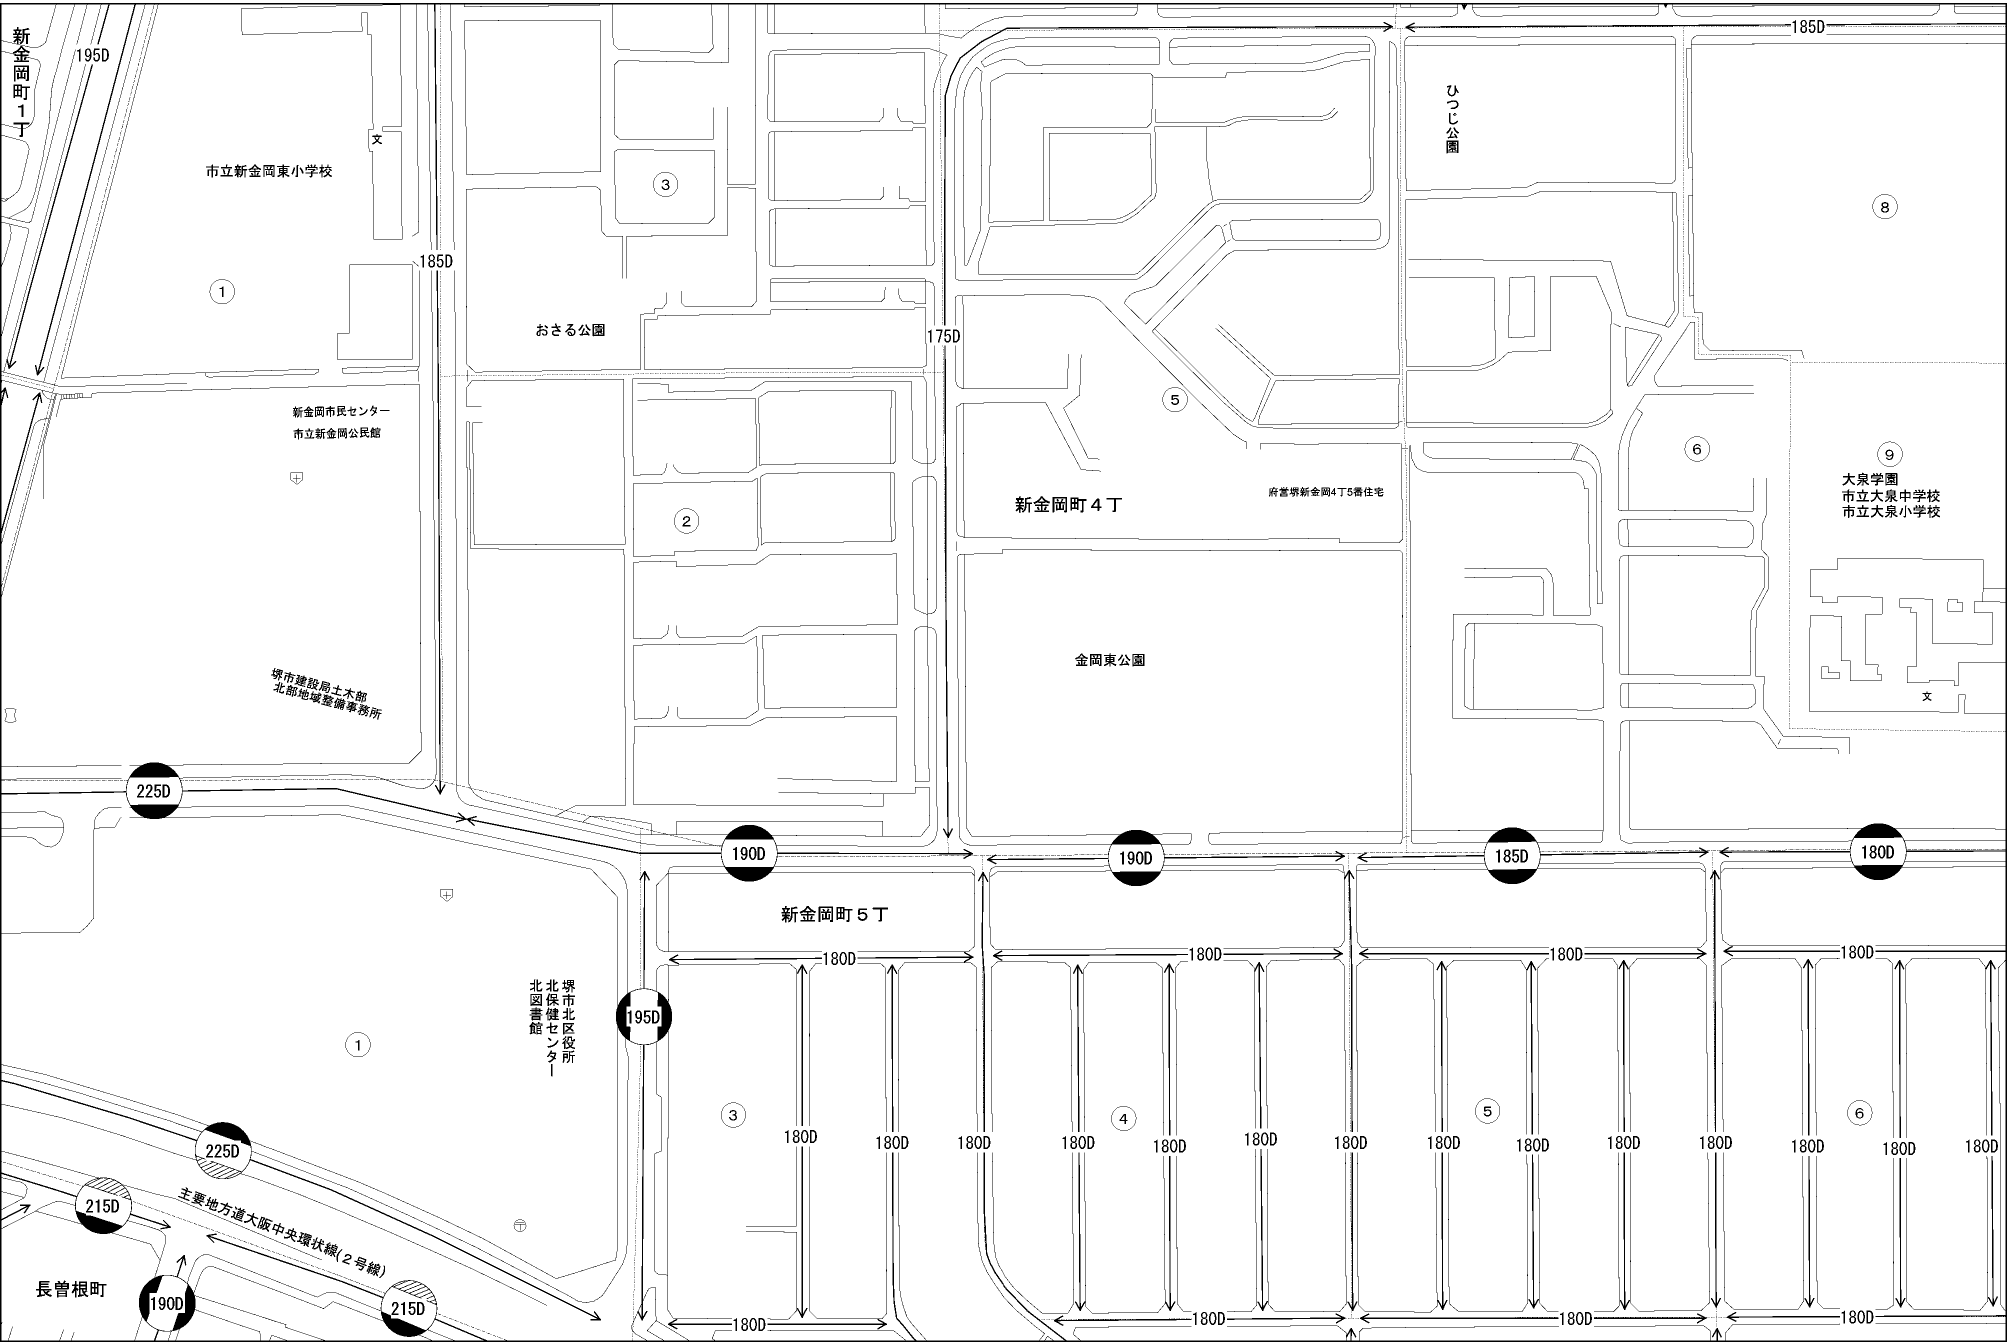 新金岡町1丁
195D
185D
市立新金岡東小学校
文
ひつじ公園
3
8
185D
1
おさる公園
175D
新金岡市民センター
市立新金岡公民館
5
6
9
大泉学園
市立大泉中学校
市立大泉小学校
府営堺新金岡4丁5番住宅
新金岡町4丁
2
金岡東公園
堺市建設局土木部
北部地域整備事務所
文
225D
190D
190D
185D
180D
新金岡町5丁
180D
180D
180D
180D
堺市北区役所
北保健センター
北図書館
195D
1
3
4
5
6
180D
180D
180D
180D
180D
180D
180D
180D
180D
180D
180D
180D
180D
180D
225D
215D
主要地方道大阪中央環状線(2号線)
長曽根町
190D
215D
180D
180D
180D
180D